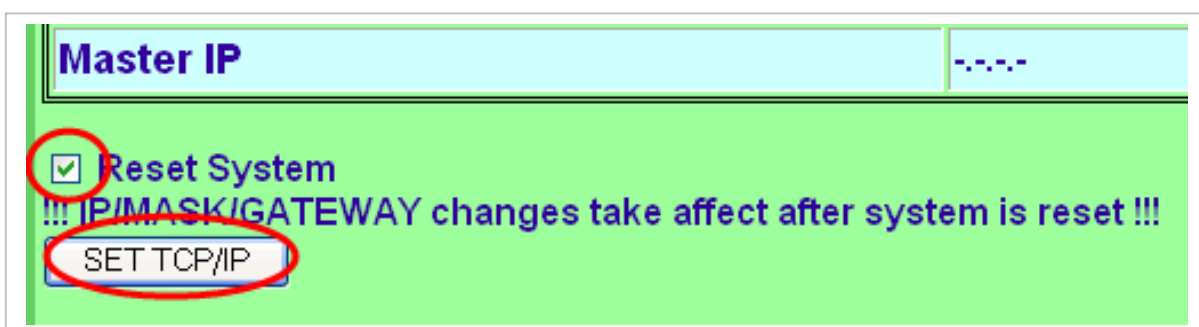 Master IP -.-.-.-
Reset System
!!! IP/MASK/GATEWAY changes take affect after system is reset !!!
SET TCP/IP